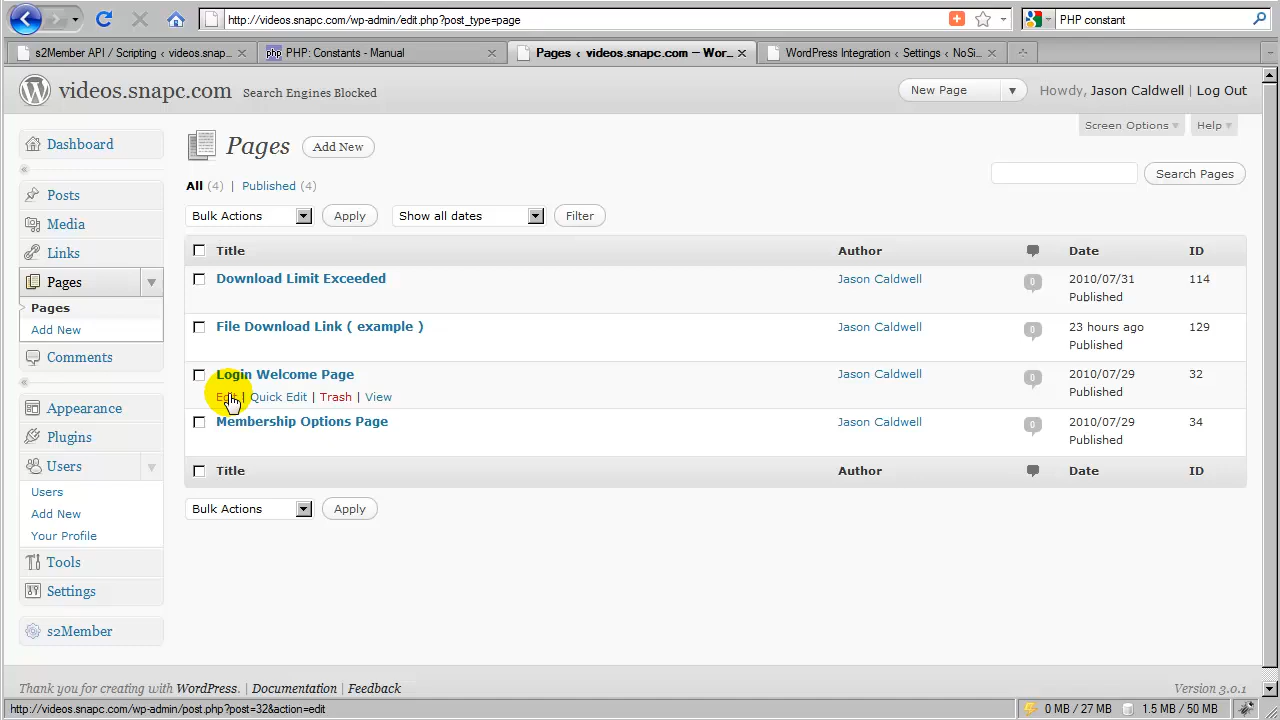 http://videos.snapc.com/wp-admin/edit.php?post_type=page
PHP constant
s2Member API / Scripting ‹ videos.snap...
PHP: Constants - Manual
Pages ‹ videos.snapc.com — Wor...
WordPress Integration ‹ Settings ‹ NoSi...
videos.snapc.com Search Engines Blocked
New Page
Howdy, Jason Caldwell | Log Out
Screen Options
Help
Dashboard
Posts
Media
Links
Pages
Pages
Add New
Comments
Appearance
Plugins
Users
Users
Add New
Your Profile
Tools
Settings
s2Member
Pages Add New
All (4) | Published (4)
Search Pages
Bulk Actions Apply Show all dates Filter
Title Author Date ID
Download Limit Exceeded Jason Caldwell 0 2010/07/31 114
Published
File Download Link ( example ) Jason Caldwell 0 23 hours ago 129
Published
Login Welcome Page Jason Caldwell 0 2010/07/29 32
Edit | Quick Edit | Trash | View Published
Membership Options Page Jason Caldwell 0 2010/07/29 34
Published
Title Author Date ID
Bulk Actions Apply
Thank you for creating with WordPress. | Documentation | Feedback
Version 3.0.1
http://videos.snapc.com/wp-admin/post.php?post=32&action=edit
0 MB / 27 MB 1.5 MB / 50 MB